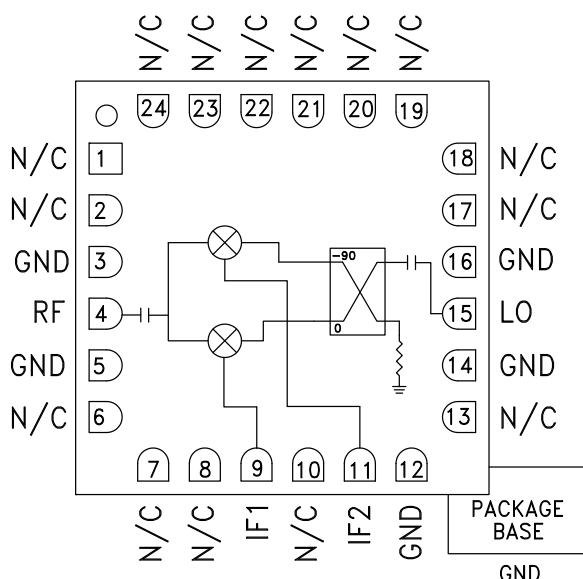 N/C N/C N/C N/C N/C N/C
24 23 22 21 20 19
N/C 1
18 N/C
N/C 2
17 N/C
GND 3
16 GND
-90
RF 4
15 LO
0
GND 5
14 GND
N/C 6
13 N/C
7 8 9 10 11 12
N/C N/C IF1 N/C IF2 GND
PACKAGE
BASE
GND